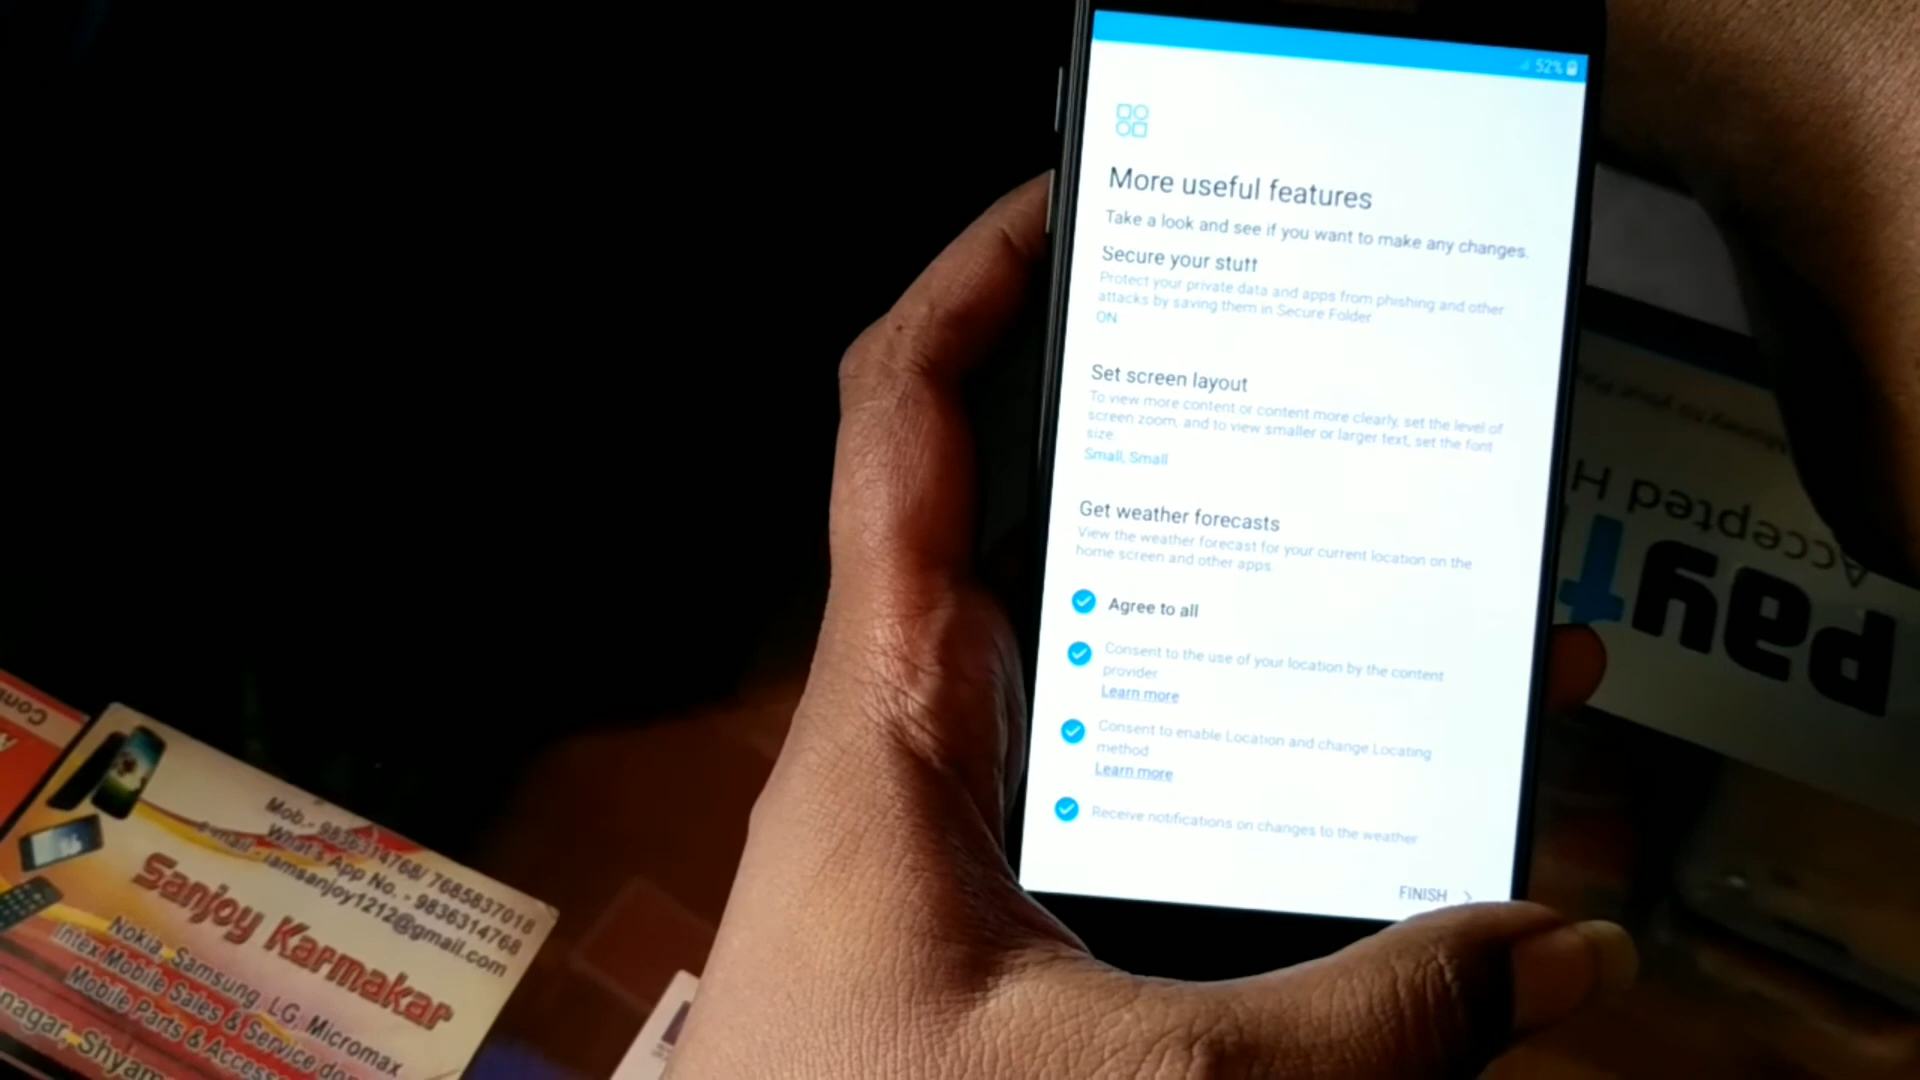 52%
More useful features
Take a look and see if you want to make any changes.
Secure your stuff
Protect your private data and apps from phishing and other
attacks by saving them in Secure Folder
ON
Set screen layout
To view more content or content more clearly, set the level of
screen zoom, and to view smaller or larger text, set the font
size.
Small, Small
Get weather forecasts
View the weather forecast for your current location on the
home screen and other apps.
Agree to all
Consent to the use of your location by the content
provider
Learn more
Consent to enable Location and change Locating
method
Learn more
Receive notifications on changes to the weather
FINISH
Mob.- 9836314768/ 7685837018
What's App No. - 9836314768
e-mail - iamsanjoy1212@gmail.com
Sanjoy Karmakar
Nokia, Samsung, LG, Micromax
Intex Mobile Sales & Service
Mobile Parts &
nagar,
Accepted H
pay